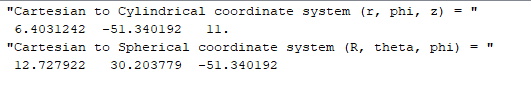 "Cartesian to Cylindrical coordinate system (r, phi, z) = "
6.4031242 -51.340192 11.
"Cartesian to Spherical coordinate system (R, theta, phi) = "
12.727922 30.203779 -51.340192